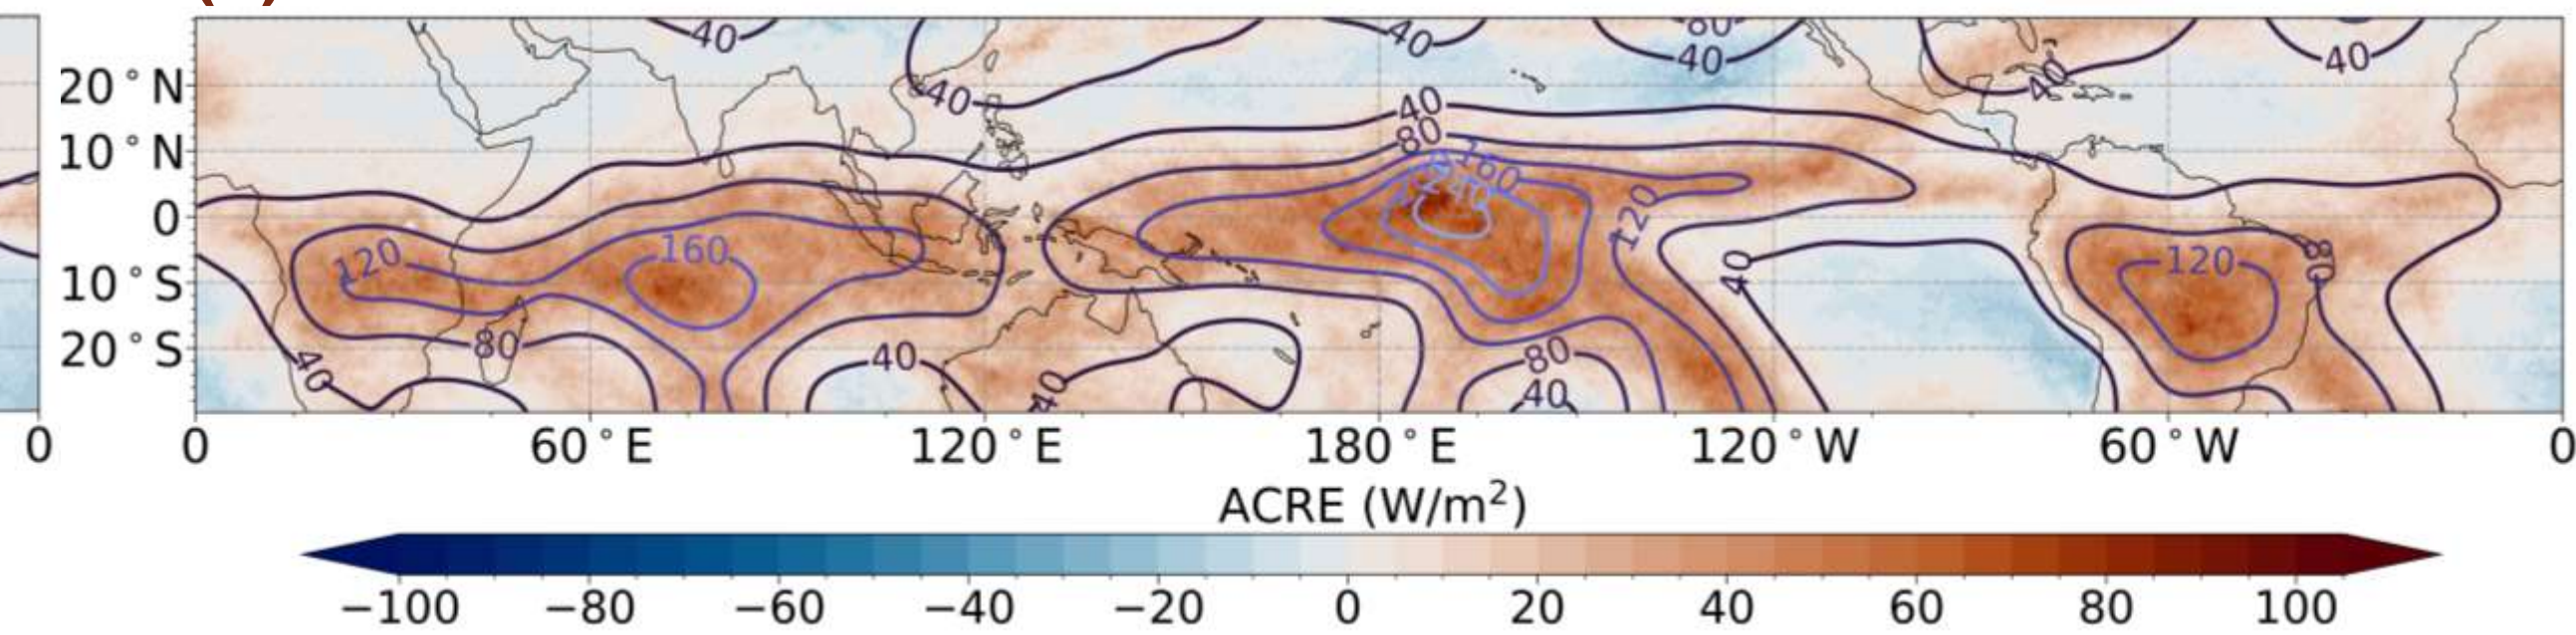 40 40 80 40
20°N 40 40 40 40
10°N 80 160
0 120
120 160 120 80
10°S 40
20°S 80 40 80
40 40 40
0 0 60°E 120°E 180°E 120°W 60°W 0
ACRE (W/m²)
−100 −80 −60 −40 −20 0 20 40 60 80 100